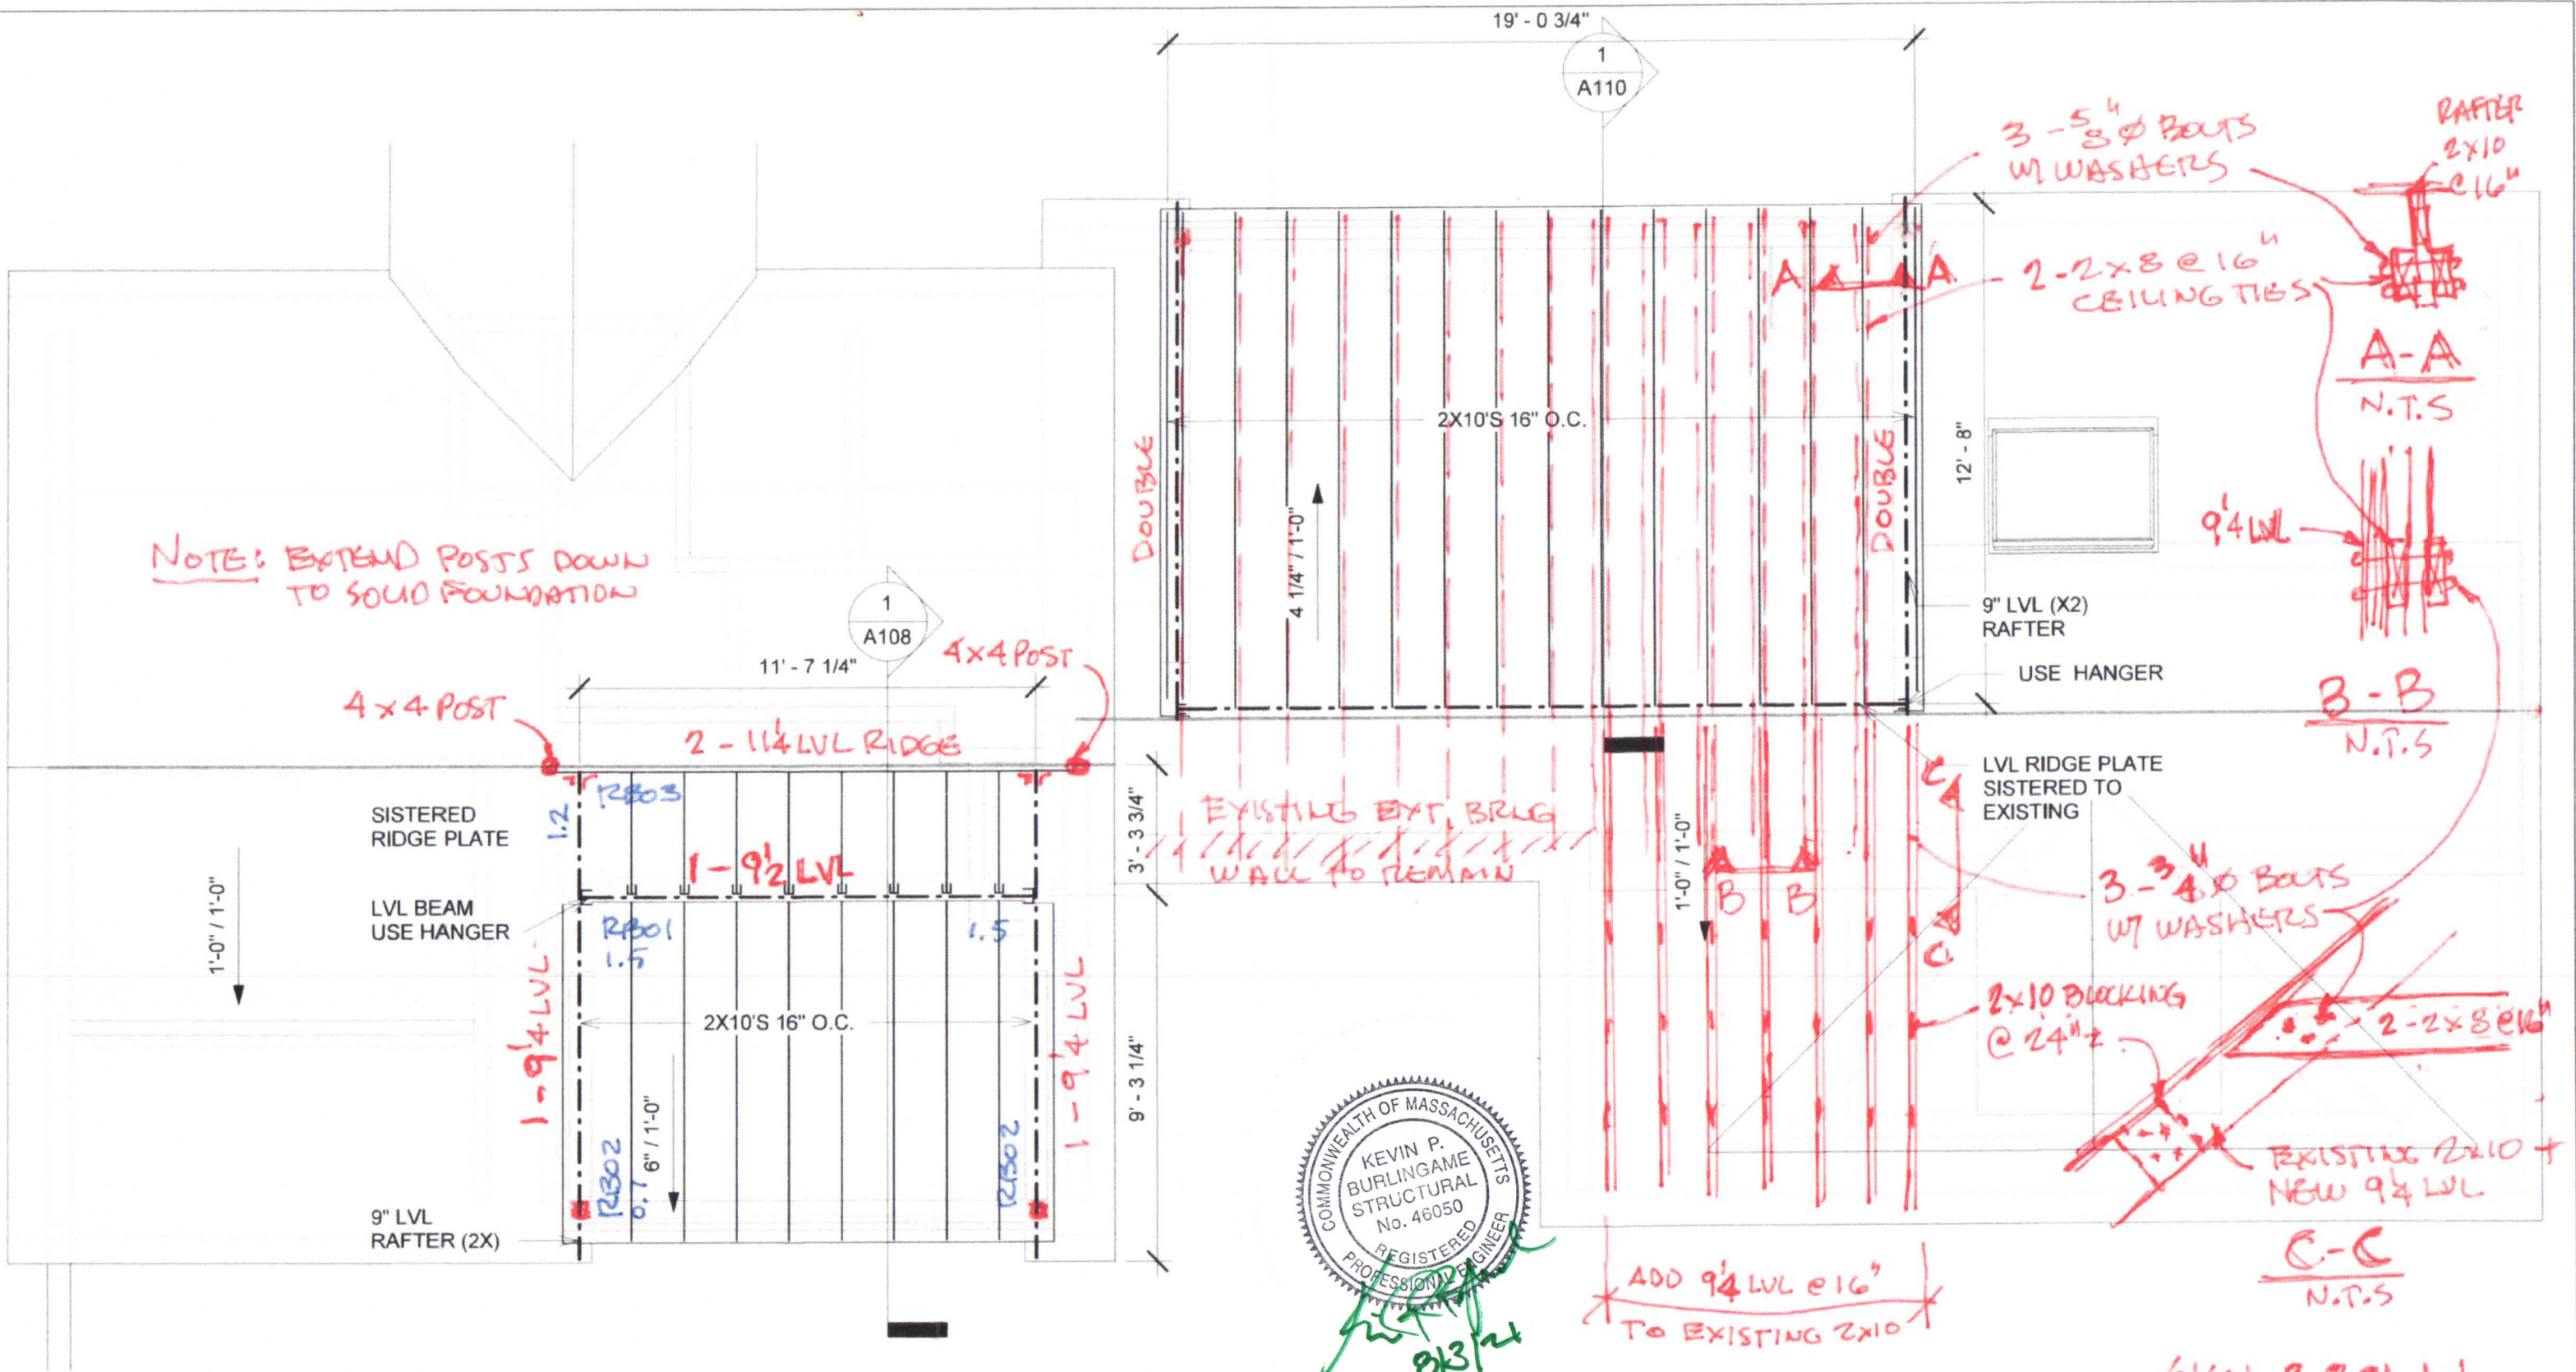 19' - 0 3/4"
1
A110
3 - 5/8" Ø BOLTS
W/ WASHERS
RAFTER
2x10
@ 16"
2-2x8 @ 16"
CEILING TIES
A
A
A-A
N.T.S
2X10'S 16" O.C.
DOUBLE
DOUBLE
12' - 8"
4 1/4" / 1'-0"
9 1/4 LVL
NOTE: EXTEND POSTS DOWN
TO SOLID FOUNDATION
1
A108
9" LVL (X2)
RAFTER
USE HANGER
B-B
N.T.S
11' - 7 1/4"
4x4 POST
4x4 POST
2 - 11 1/4 LVL RIDGE
LVL RIDGE PLATE
SISTERED TO
EXISTING
SISTERED
RIDGE PLATE
1.2
RB03
3' - 3 3/4"
EXISTING EXT. BRNG
WALL TO REMAIN
1'-0" / 1'-0"
C
C
B
B
1 - 9 1/2 LVL
3 - 3/4" Ø BOLTS
W/ WASHERS
LVL BEAM
USE HANGER
1'-0" / 1'-0"
RB01
1.5
1.5
1 - 9 1/4 LVL
1 - 9 1/4 LVL
2X10'S 16" O.C.
2x10 BLOCKING
@ 24" ±
2-2x8 @ 16"
9' - 3 1/4"
6" / 1'-0"
RB02
0.7
RB02
9" LVL
RAFTER (2X)
COMMONWEALTH OF MASSACHUSETTS
KEVIN P.
BURLINGAME
STRUCTURAL
No. 46050
REGISTERED
PROFESSIONAL ENGINEER
8/3/21
EXISTING 2x10 +
NEW 9 1/4 LVL
C-C
N.T.S
ADD 9 1/4 LVL @ 16"
TO EXISTING 2x10